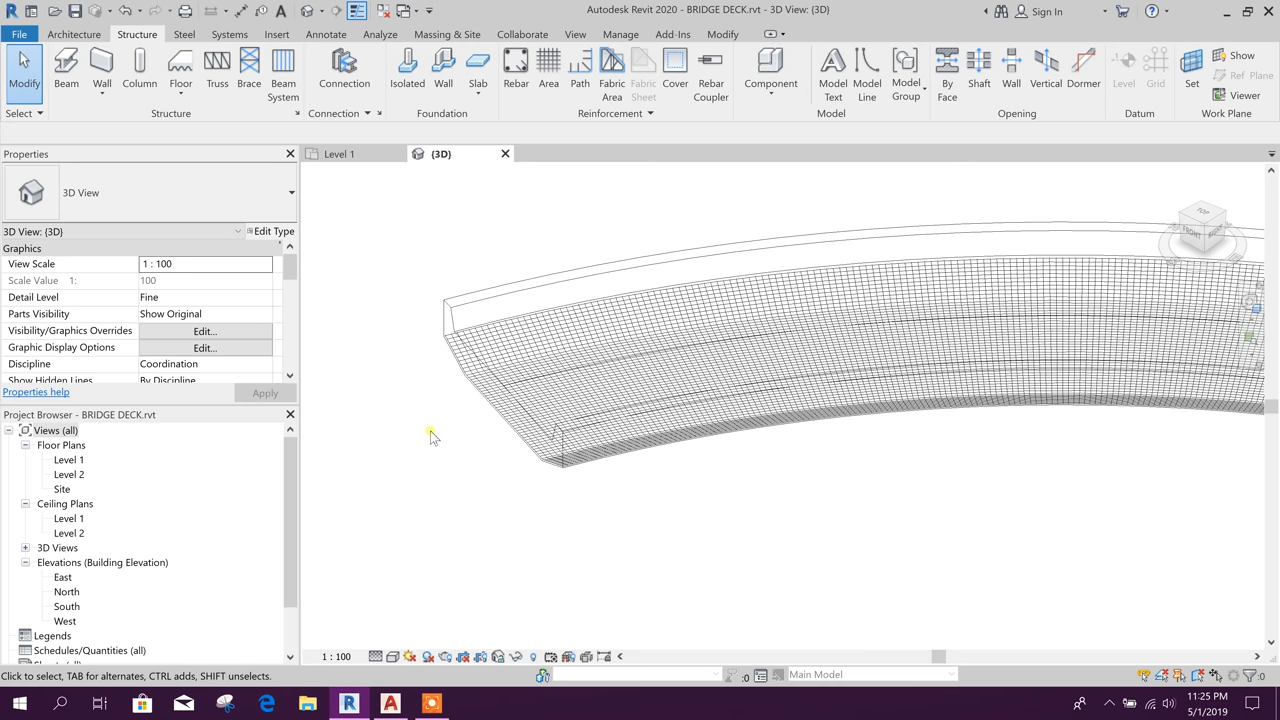 Autodesk Revit 2020 - BRIDGE DECK.rvt - 3D View: {3D}
Sign In
File Architecture Structure Steel Systems Insert Annotate Analyze Massing & Site Collaborate View Manage Add-Ins Modify
Modify Beam Wall Column Floor Truss Brace Beam System Connection Isolated Wall Slab Rebar Area Path Fabric Area Fabric Sheet Cover Rebar Coupler Component Model Text Model Line Model Group By Face Shaft Wall Vertical Dormer Level Grid Set Show Ref Plane Viewer
Select Structure Connection Foundation Reinforcement Model Opening Datum Work Plane
Properties
Level 1
{3D}
3D View
3D View: {3D} Edit Type
Graphics
View Scale 1 : 100
Scale Value 1: 100
Detail Level Fine
Parts Visibility Show Original
Visibility/Graphics Overrides Edit...
Graphic Display Options Edit...
Discipline Coordination
Show Hidden Lines By Discipline
Properties help Apply
TOP
FRONT
Project Browser - BRIDGE DECK.rvt
Views (all)
Floor Plans
Level 1
Level 2
Site
Ceiling Plans
Level 1
Level 2
3D Views
Elevations (Building Elevation)
East
North
South
West
Legends
Schedules/Quantities (all)
1 : 100
Click to select, TAB for alternates, CTRL adds, SHIFT unselects.
:0
Main Model
:0
11:25 PM
5/1/2019